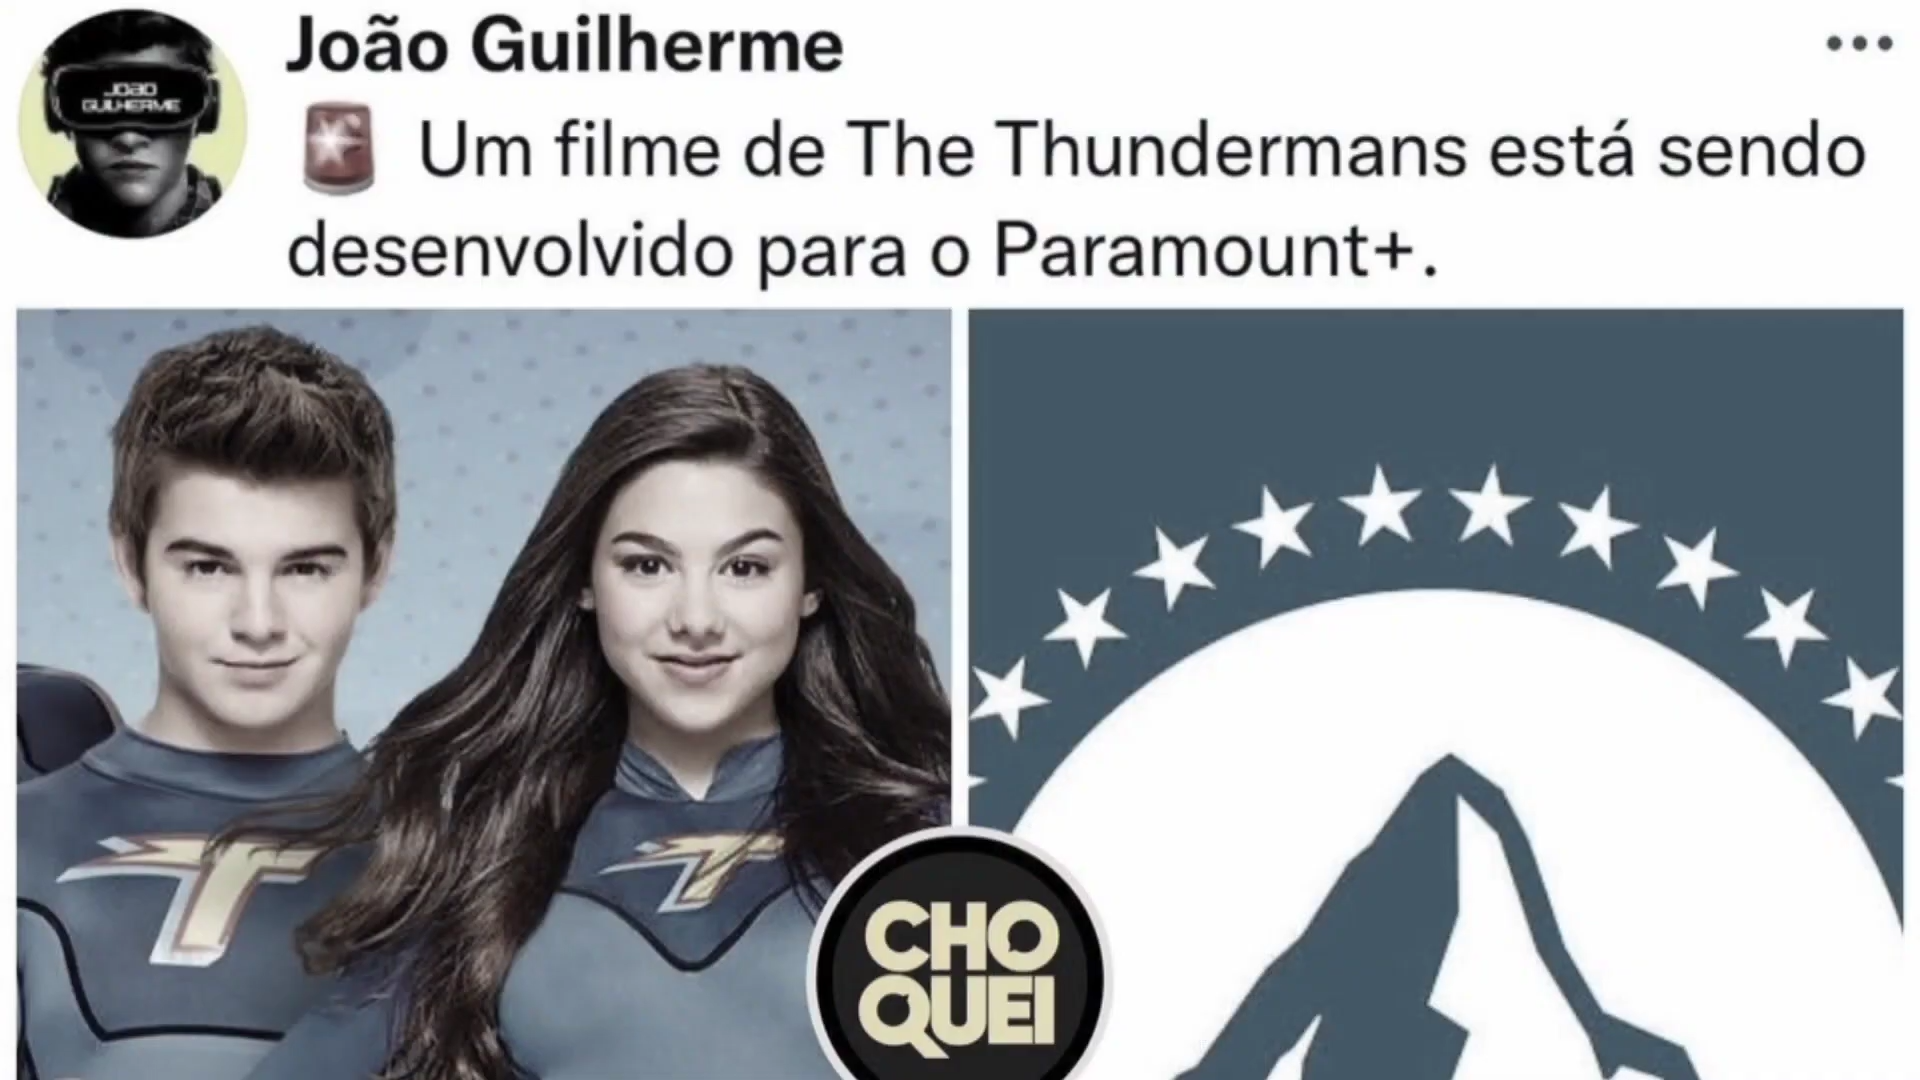 João Guilherme
JOÃO
GUILHERME
🚨 Um filme de The Thundermans está sendo
desenvolvido para o Paramount+.
T
T
CHO
QUEI